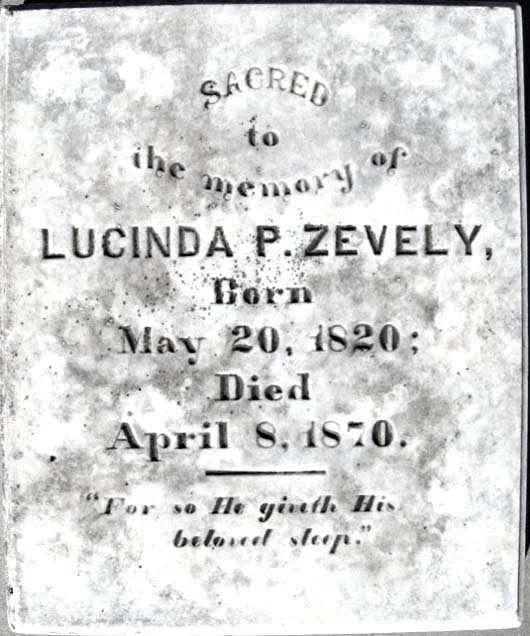 SACRED
to
the memory of
LUCINDA P. ZEVELY,
Born
May 20, 1820;
Died
April 8, 1870.
"For so He giveth His
beloved sleep."